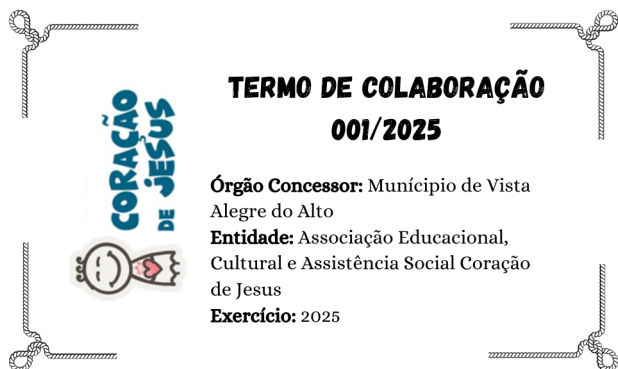 CORAÇÃO
DE JESUS
TERMO DE COLABORAÇÃO
001/2025
Órgão Concessor: Munícipio de Vista
Alegre do Alto
Entidade: Associação Educacional,
Cultural e Assistência Social Coração
de Jesus
Exercício: 2025